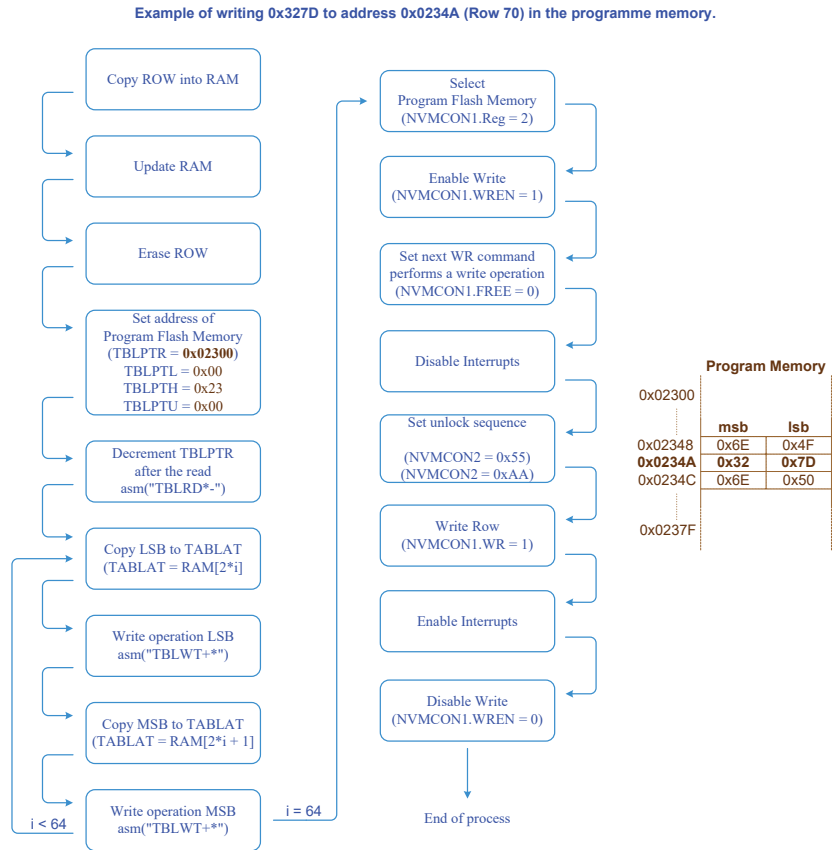 Example of writing 0x327D to address 0x0234A (Row 70) in the programme memory.
Copy ROW into RAM
Update RAM
Erase ROW
Set address of
Program Flash Memory
(TBLPTR = 0x02300)
TBLPTL = 0x00
TBLPTH = 0x23
TBLPTU = 0x00
Decrement TBLPTR
after the read
asm("TBLRD*-")
Copy LSB to TABLAT
(TABLAT = RAM[2*i]
Write operation LSB
asm("TBLWT+*")
Copy MSB to TABLAT
(TABLAT = RAM[2*i + 1]
Write operation MSB
asm("TBLWT+*")
i < 64
i = 64
Select
Program Flash Memory
(NVMCON1.Reg = 2)
Enable Write
(NVMCON1.WREN = 1)
Set next WR command
performs a write operation
(NVMCON1.FREE = 0)
Disable Interrupts
Set unlock sequence
(NVMCON2 = 0x55)
(NVMCON2 = 0xAA)
Write Row
(NVMCON1.WR = 1)
Enable Interrupts
Disable Write
(NVMCON1.WREN = 0)
End of process
Program Memory
0x02300
msb lsb
0x02348 0x6E 0x4F
0x0234A 0x32 0x7D
0x0234C 0x6E 0x50
0x0237F